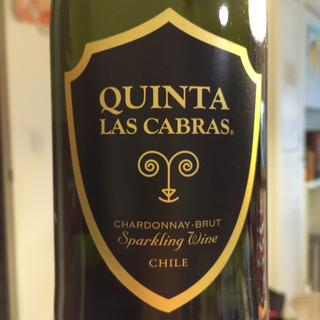 QUINTA
LAS CABRAS®
CHARDONNAY-BRUT
Sparkling Wine
CHILE